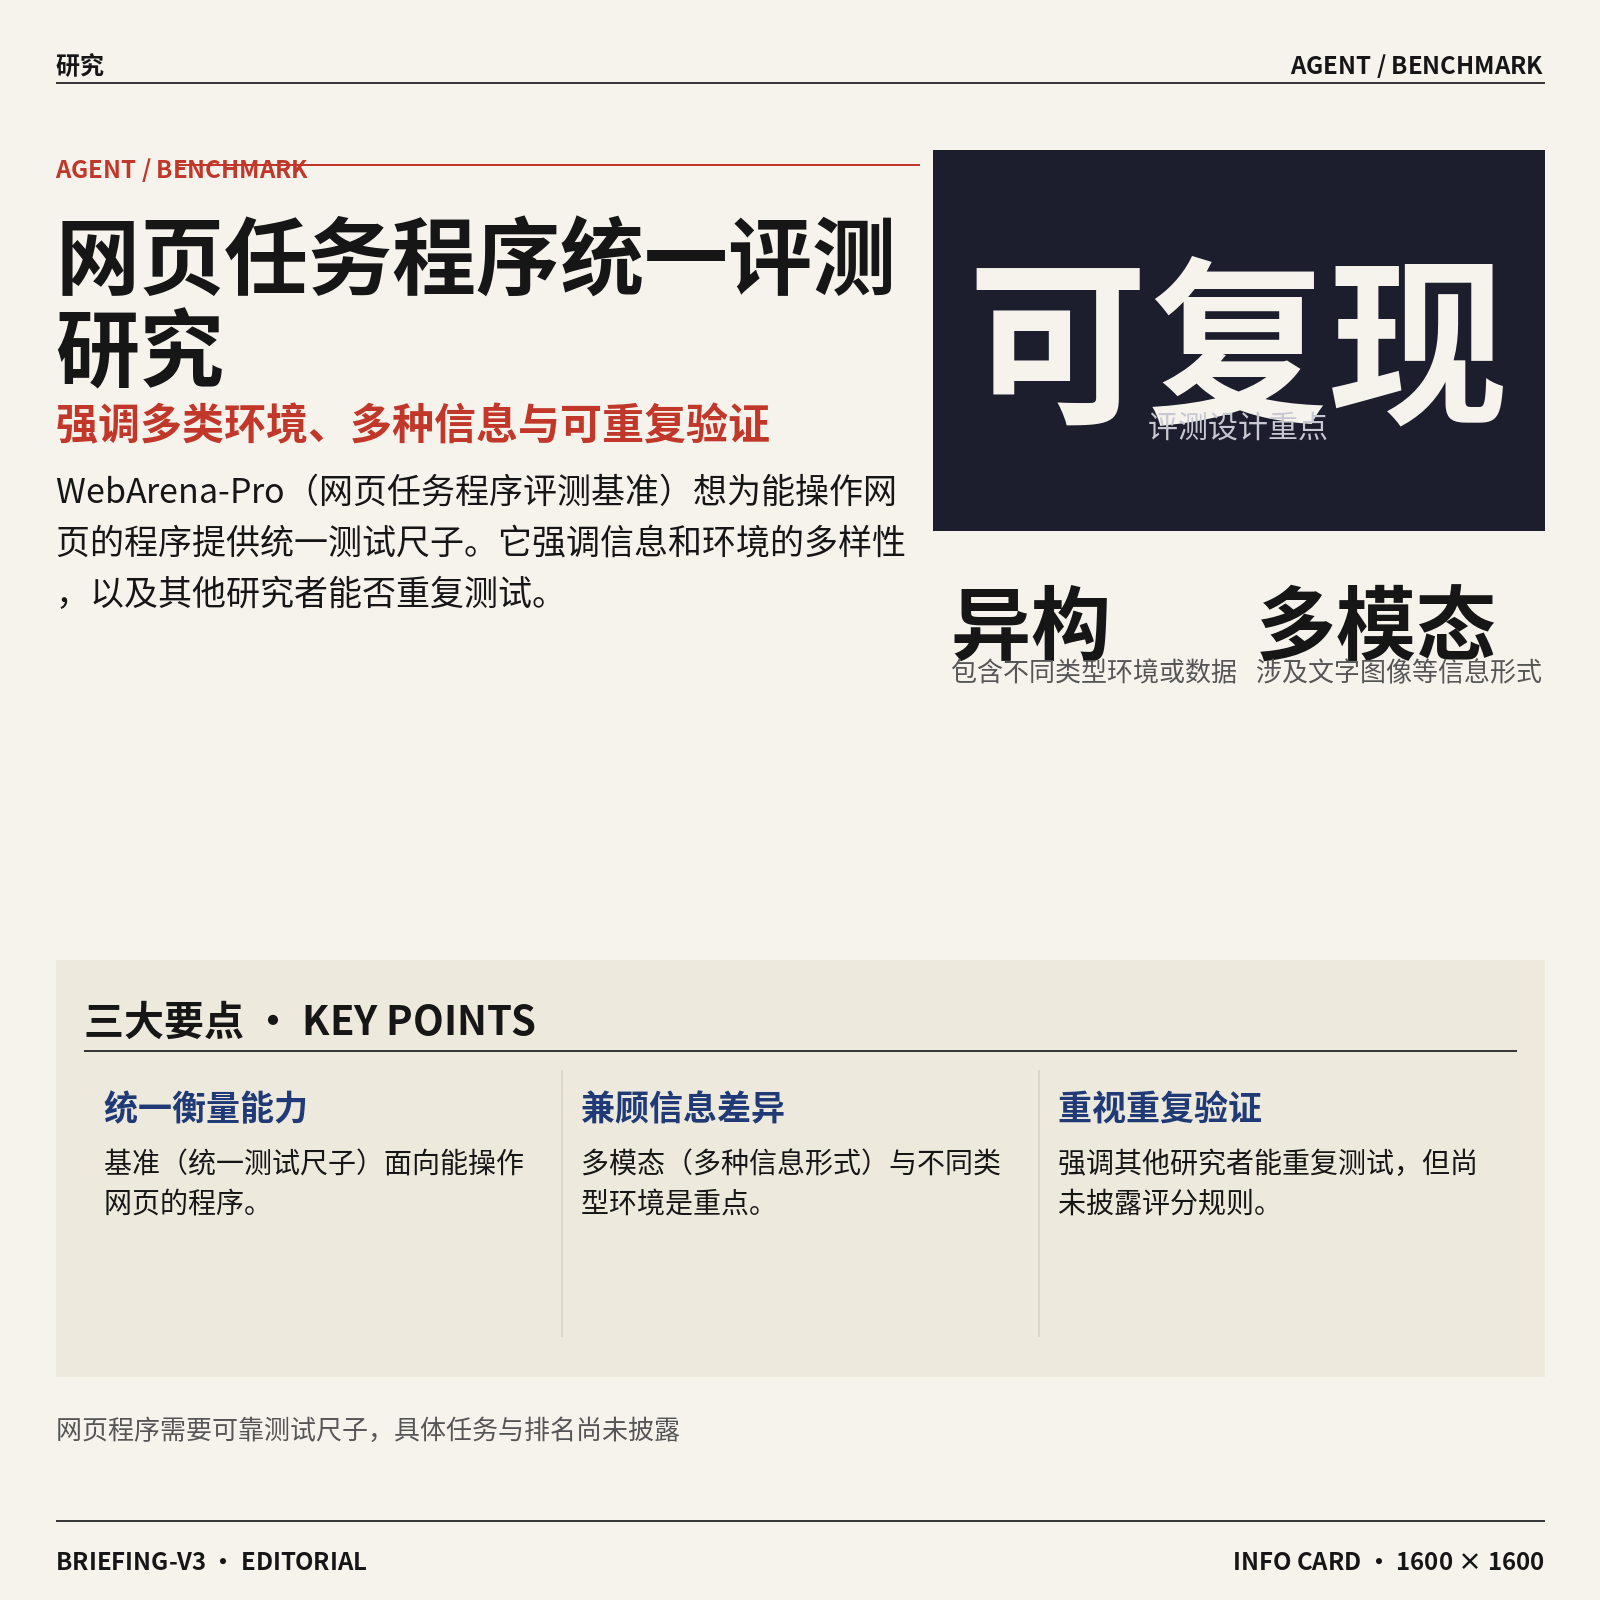 研究
AGENT / BENCHMARK
AGENT / BENCHMARK
网页任务程序统一评测
研究
强调多类环境、多种信息与可重复验证
WebArena-Pro（网页任务程序评测基准）想为能操作网
页的程序提供统一测试尺子。它强调信息和环境的多样性
，以及其他研究者能否重复测试。
可复现
评测设计重点
异构
包含不同类型环境或数据
多模态
涉及文字图像等信息形式
三大要点 • KEY POINTS
统一衡量能力
基准（统一测试尺子）面向能操作
网页的程序。
兼顾信息差异
多模态（多种信息形式）与不同类
型环境是重点。
重视重复验证
强调其他研究者能重复测试，但尚
未披露评分规则。
网页程序需要可靠测试尺子，具体任务与排名尚未披露
BRIEFING-V3 • EDITORIAL
INFO CARD • 1600 × 1600